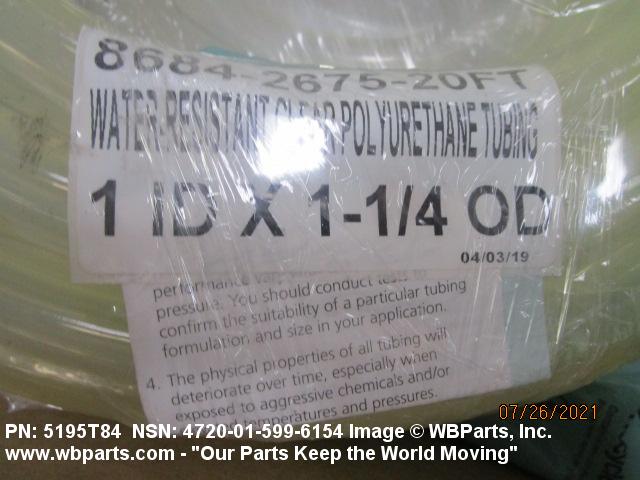 8684-2675-20FT
WATER-RESISTANT CLEAR POLYURETHANE TUBING
1 ID X 1-1/4 OD
04/03/19
performance vary
pressure. You should conduct tests to
confirm the suitability of a particular tubing
formulation and size in your application.
4. The physical properties of all tubing will
deteriorate over time, especially when
exposed to aggressive chemicals and/or
temperatures and pressures.
07/26/2021
PN: 5195T84 NSN: 4720-01-599-6154 Image © WBParts, Inc.
www.wbparts.com - "Our Parts Keep the World Moving"